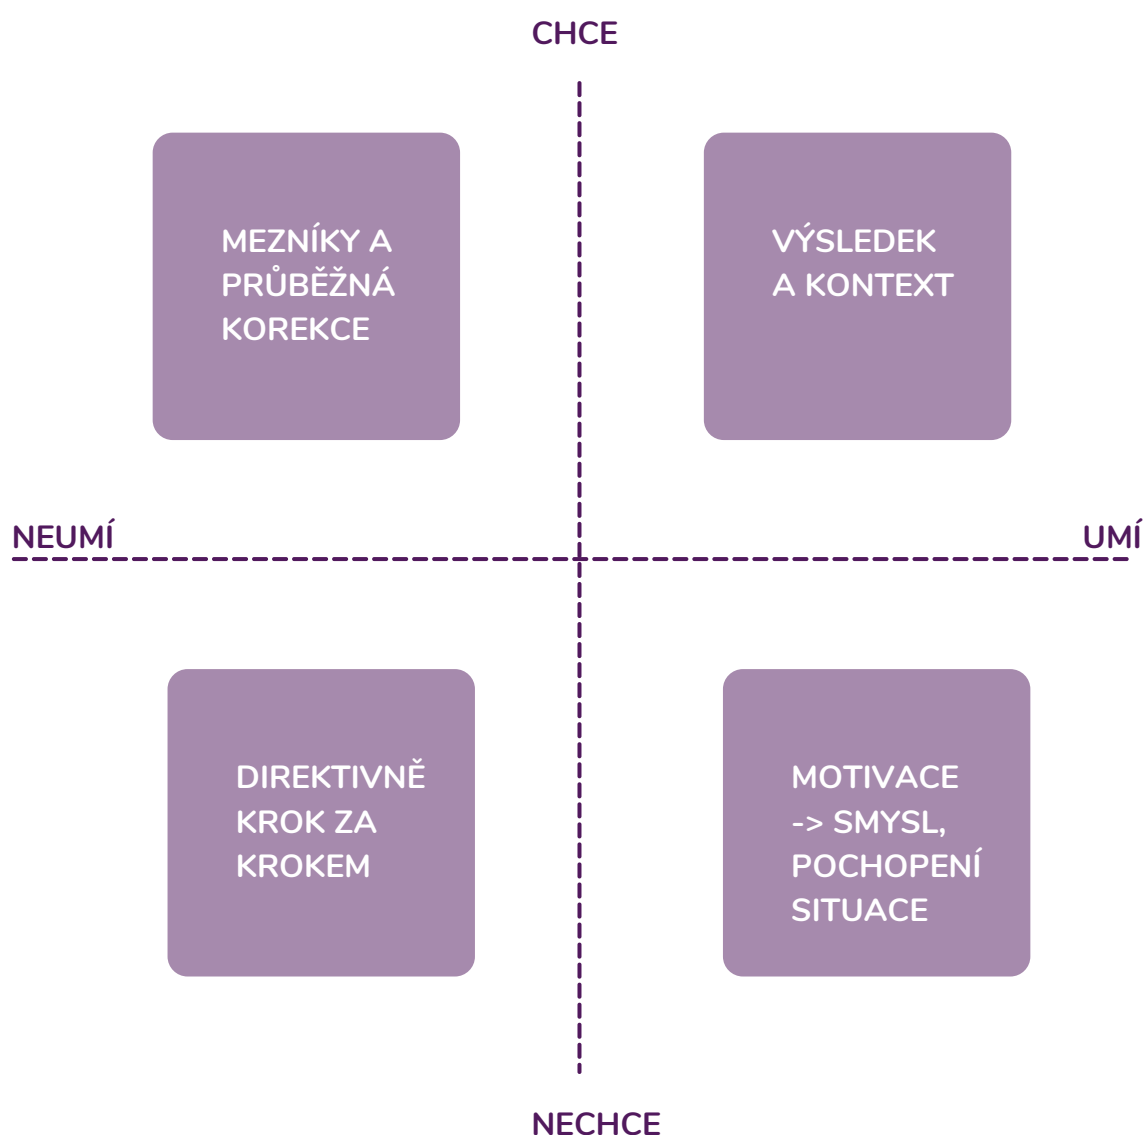 CHCE
MEZNÍKY A
PRŮBĚŽNÁ
KOREKCE
VÝSLEDEK
A KONTEXT
NEUMÍ
UMÍ
DIREKTIVNĚ
KROK ZA
KROKEM
MOTIVACE
-> SMYSL,
POCHOPENÍ
SITUACE
NECHCE